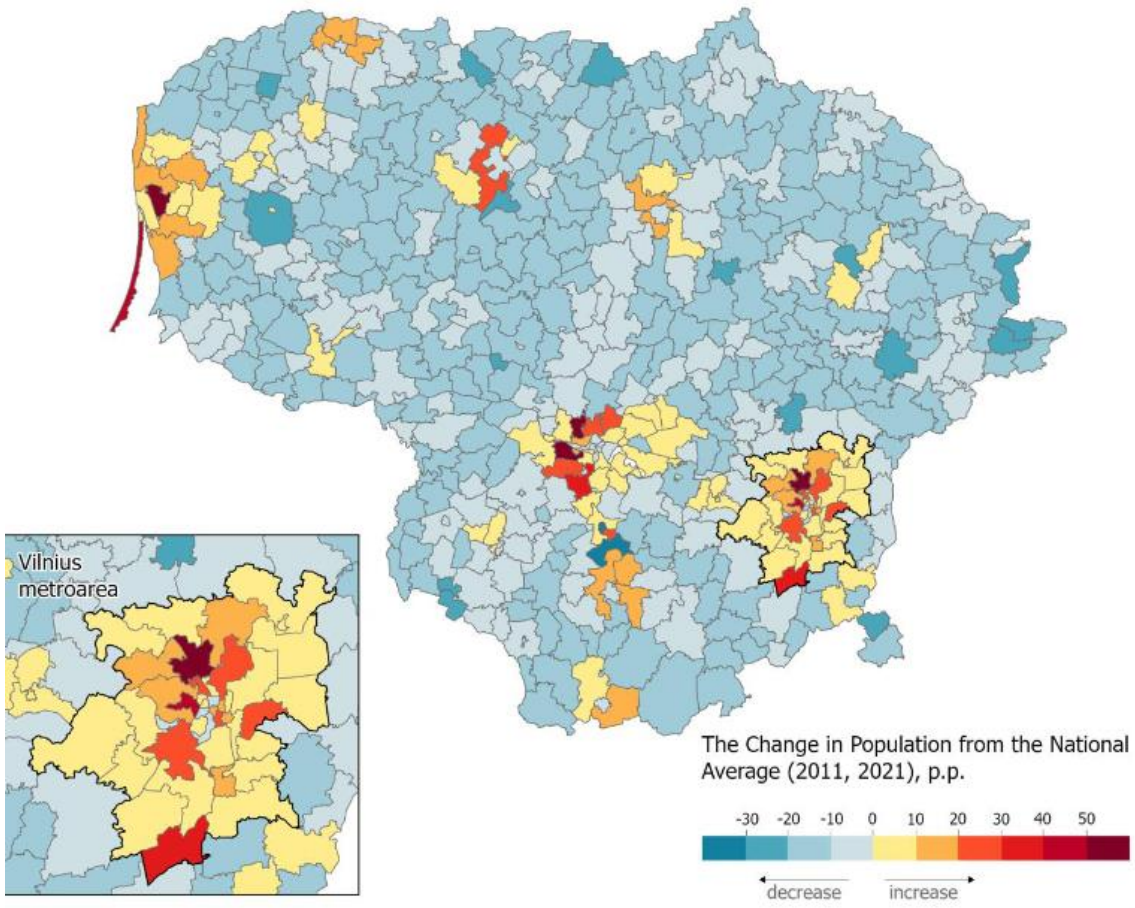 Vilnius
metroarea
The Change in Population from the National
Average (2011, 2021), p.p.
-30 -20 -10 0 10 20 30 40 50
decrease increase